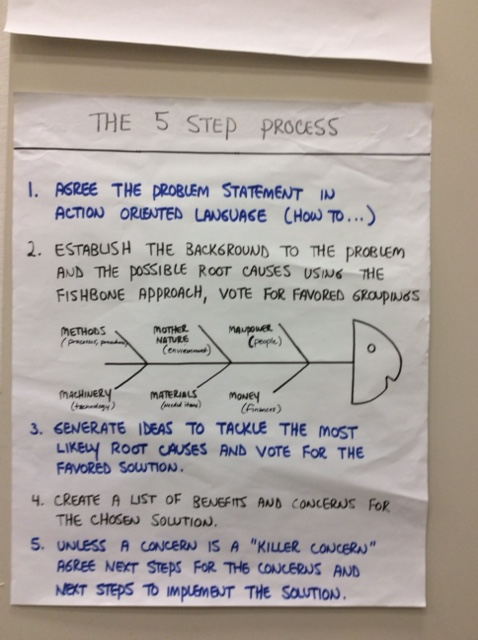 THE 5 STEP PROCESS
1. AGREE THE PROBLEM STATEMENT IN
ACTION ORIENTED LANGUAGE (HOW TO...)
2. ESTABLISH THE BACKGROUND TO THE PROBLEM
AND THE POSSIBLE ROOT CAUSES USING THE
FISHBONE APPROACH, VOTE FOR FAVORED GROUPINGS
METHODS
MOTHER
NATURE
(environment)
MANPOWER
(people)
MACHINERY
(technology)
MATERIALS
MONEY
(finances)
3. GENERATE IDEAS TO TACKLE THE MOST
LIKELY ROOT CAUSES AND VOTE FOR THE
FAVORED SOLUTION.
4. CREATE A LIST OF BENEFITS AND CONCERNS FOR
THE CHOSEN SOLUTION.
5. UNLESS A CONCERN IS A "KILLER CONCERN"
AGREE NEXT STEPS FOR THE CONCERNS AND
NEXT STEPS TO IMPLEMENT THE SOLUTION.